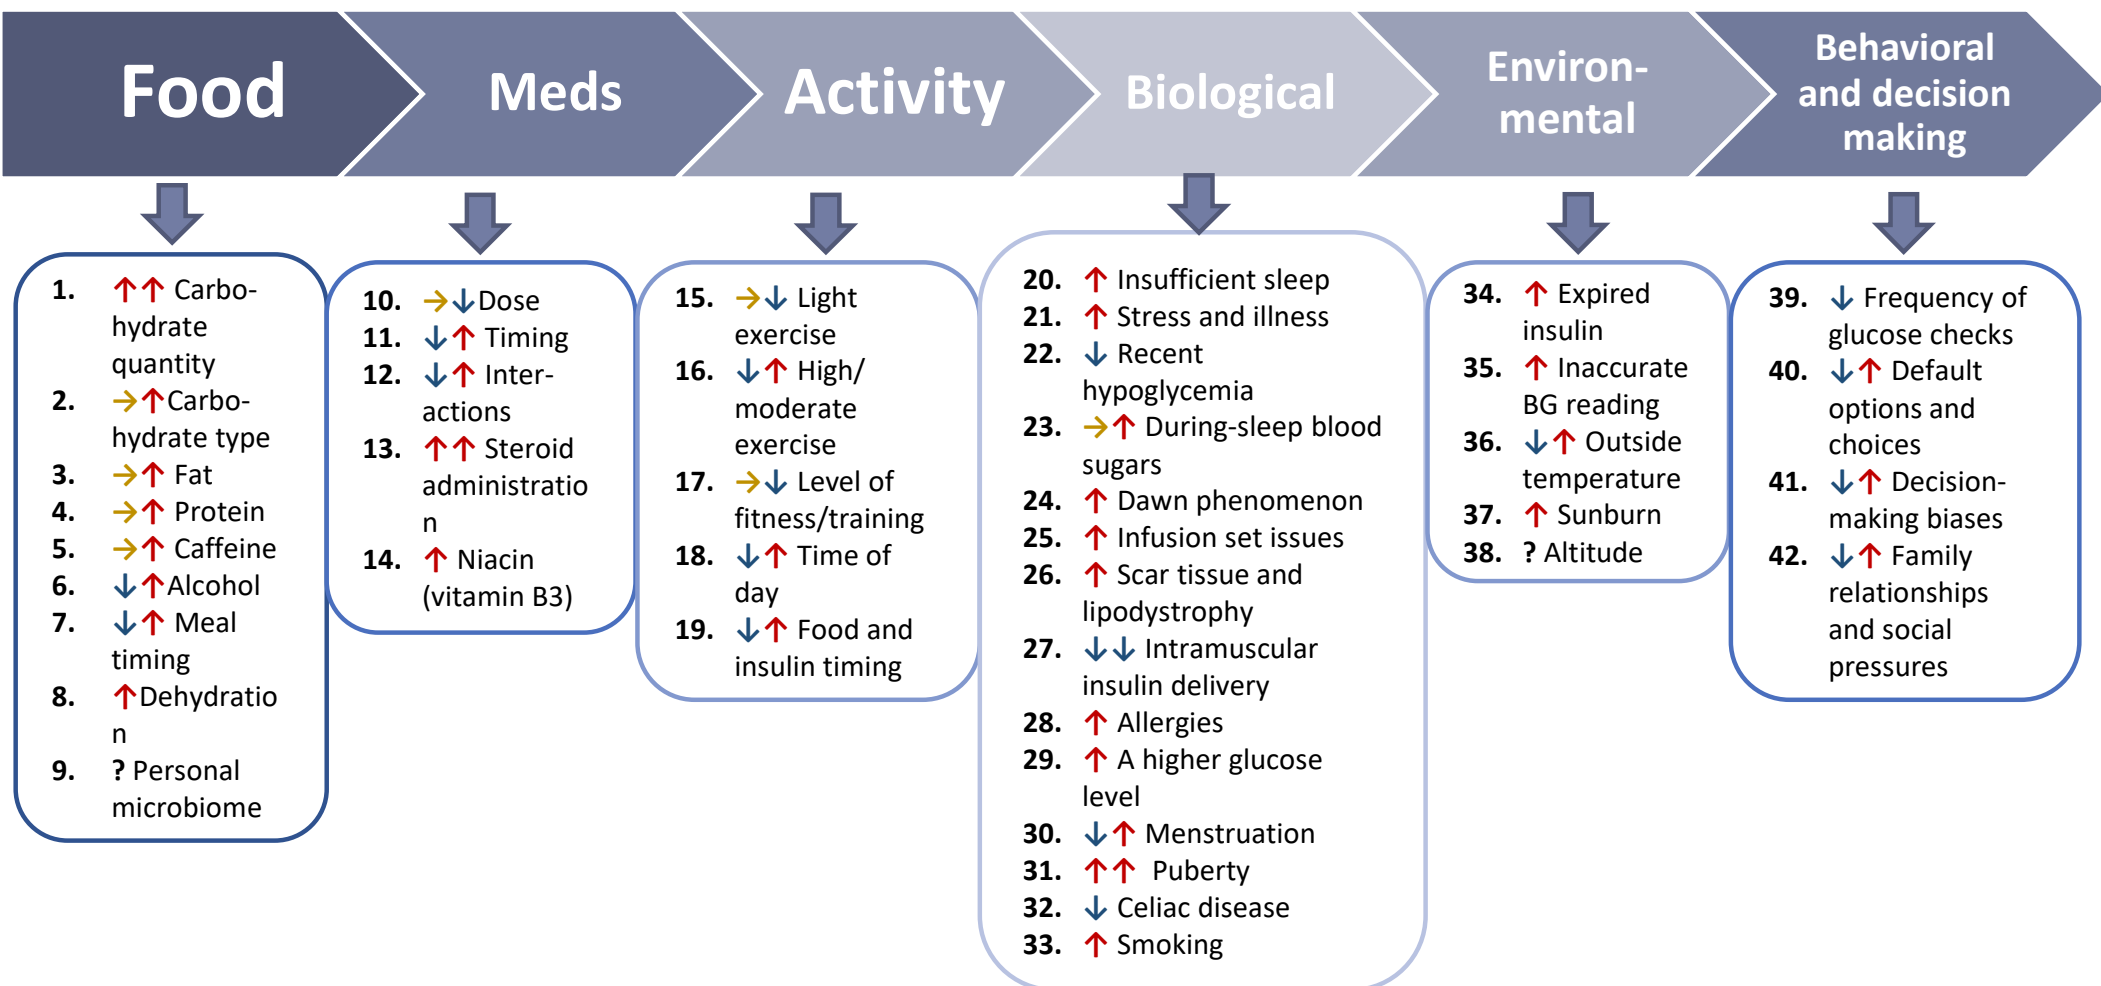 Food
Meds
Activity
Biological
Environ-
mental
Behavioral
and decision
making
1. ↑↑ Carbo-
hydrate
quantity
2. →↑Carbo-
hydrate type
3. →↑ Fat
4. →↑ Protein
5. →↑ Caffeine
6. ↓↑Alcohol
7. ↓↑ Meal
timing
8. ↑Dehydratio
n
9. ? Personal
microbiome
10. →↓Dose
11. ↓↑ Timing
12. ↓↑ Inter-
actions
13. ↑↑ Steroid
administratio
n
14. ↑ Niacin
(vitamin B3)
15. →↓ Light
exercise
16. ↓↑ High/
moderate
exercise
17. →↓ Level of
fitness/training
18. ↓↑ Time of
day
19. ↓↑ Food and
insulin timing
20. ↑ Insufficient sleep
21. ↑ Stress and illness
22. ↓ Recent
hypoglycemia
23. →↑ During-sleep blood
sugars
24. ↑ Dawn phenomenon
25. ↑ Infusion set issues
26. ↑ Scar tissue and
lipodystrophy
27. ↓↓ Intramuscular
insulin delivery
28. ↑ Allergies
29. ↑ A higher glucose
level
30. ↓↑ Menstruation
31. ↑↑ Puberty
32. ↓ Celiac disease
33. ↑ Smoking
34. ↑ Expired
insulin
35. ↑ Inaccurate
BG reading
36. ↓↑ Outside
temperature
37. ↑ Sunburn
38. ? Altitude
39. ↓ Frequency of
glucose checks
40. ↓↑ Default
options and
choices
41. ↓↑ Decision-
making biases
42. ↓↑ Family
relationships
and social
pressures